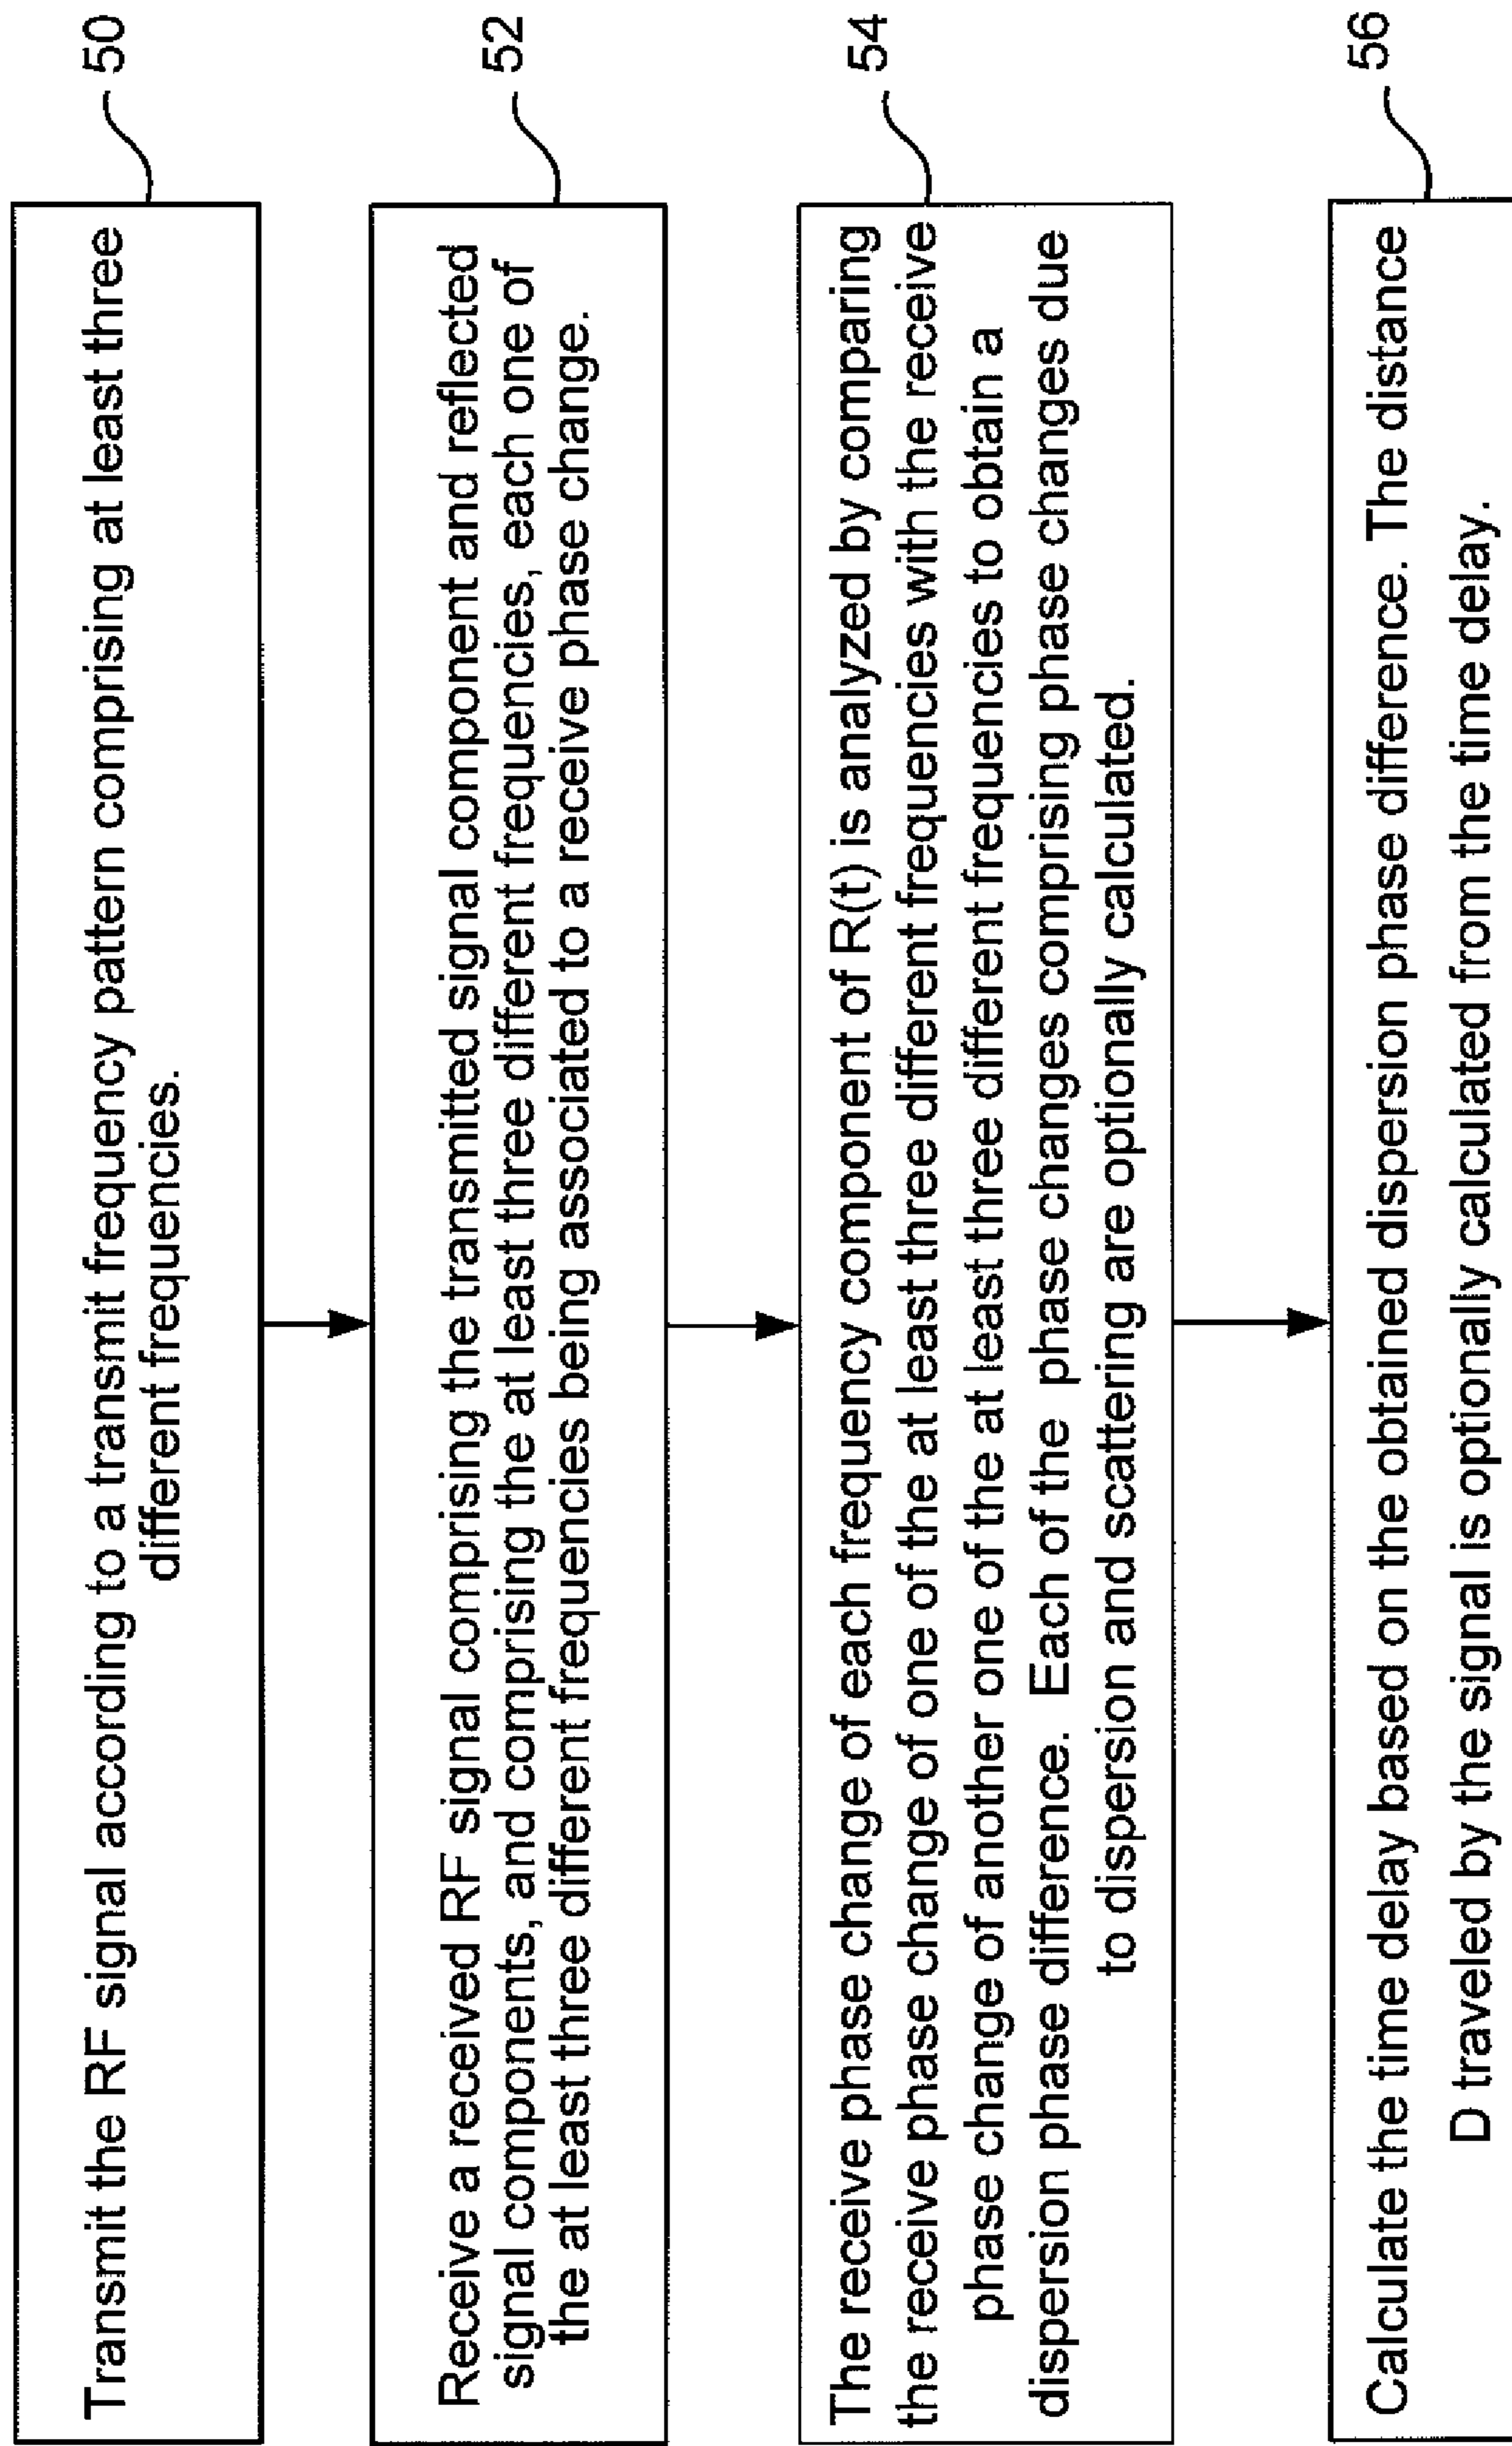 Transmit the RF signal according to a transmit frequency pattern comprising at least three
different frequencies.
50
Receive a received RF signal comprising the transmitted signal component and reflected
signal components, and comprising the at least three different frequencies, each one of
the at least three different frequencies being associated to a receive phase change.
52
The receive phase change of each frequency component of R(t) is analyzed by comparing
the receive phase change of one of the at least three different frequencies with the receive
phase change of another one of the at least three different frequencies to obtain a
dispersion phase difference. Each of the phase changes comprising phase changes due
to dispersion and scattering are optionally calculated.
54
Calculate the time delay based on the obtained dispersion phase difference. The distance
D traveled by the signal is optionally calculated from the time delay.
56